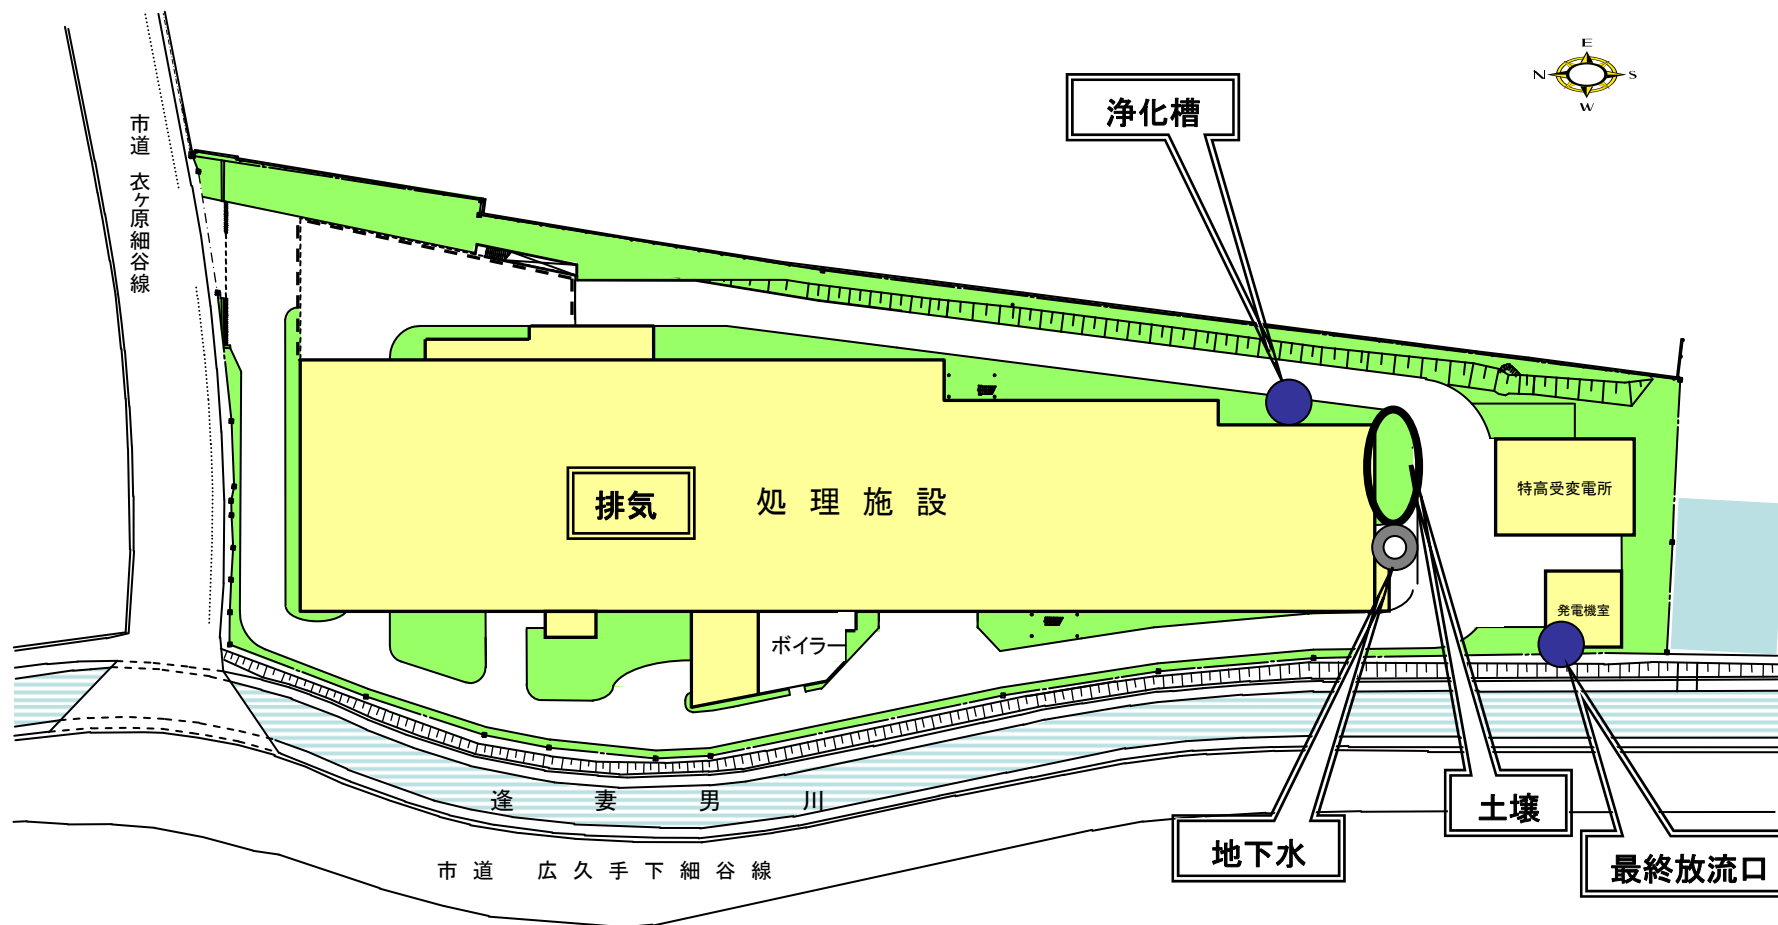 E
N
S
W
浄化槽
市道 衣ケ原細谷線
排気
処理施設
特高受変電所
発電機室
ボイラー
逢妻男川
土壌
地下水
最終放流口
市道 広久手下細谷線